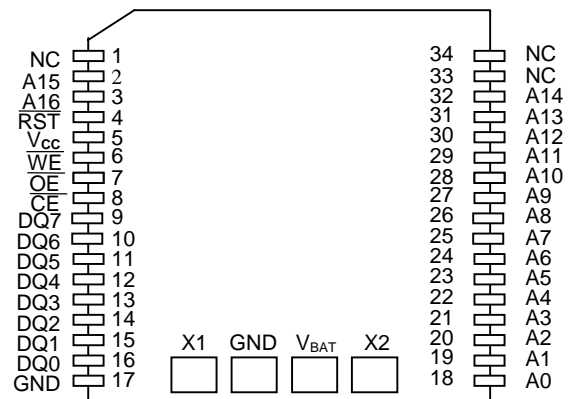 NC 1 34 NC
A15 2 33 NC
A16 3 32 A14
RST 4 31 A13
Vcc 5 30 A12
WE 6 29 A11
OE 7 28 A10
CE 8 27 A9
DQ7 9 26 A8
DQ6 10 25 A7
DQ5 11 24 A6
DQ4 12 23 A5
DQ3 13 22 A4
DQ2 14 21 A3
DQ1 15 20 A2
DQ0 16 19 A1
GND 17 18 A0
X1 GND VBAT X2